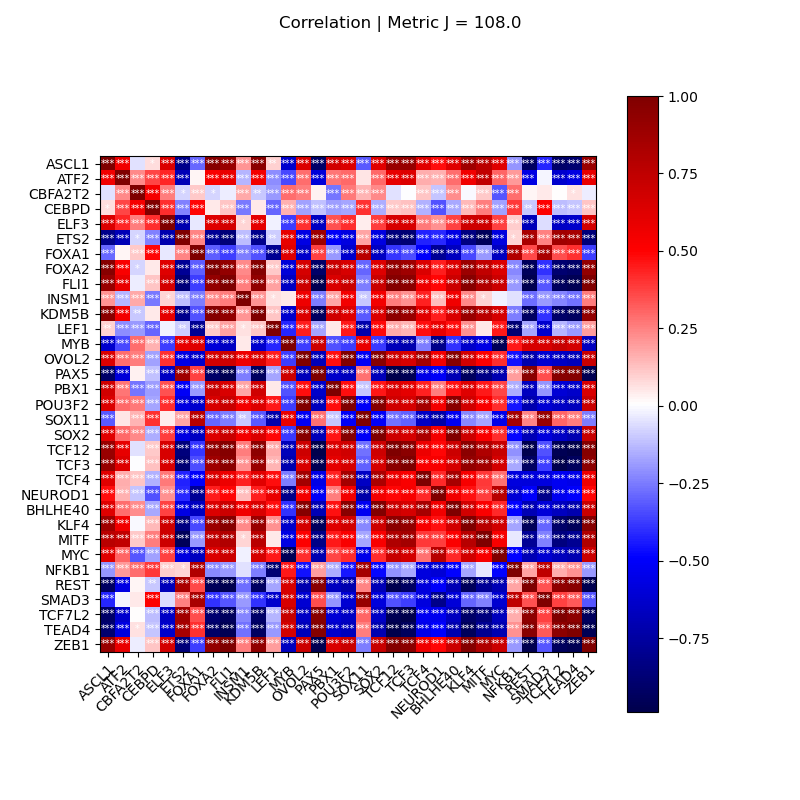 Correlation | Metric J = 108.0
ASCL1
ATF2
CBFA2T2
CEBPD
ELF3
ETS2
FOXA1
FOXA2
FLI1
INSM1
KDM5B
LEF1
MYB
OVOL2
PAX5
PBX1
POU3F2
SOX11
SOX2
TCF12
TCF3
TCF4
NEUROD1
BHLHE40
KLF4
MITF
MYC
NFKB1
REST
SMAD3
TCF7L2
TEAD4
ZEB1
ASCL1
ATF2
CBFA2T2
CEBPD
ELF3
ETS2
FOXA1
FOXA2
FLI1
INSM1
KDM5B
LEF1
MYB
OVOL2
PAX5
PBX1
POU3F2
SOX11
SOX2
TCF12
TCF3
TCF4
NEUROD1
BHLHE40
KLF4
MITF
MYC
NFKB1
REST
SMAD3
TCF7L2
TEAD4
ZEB1
1.00
0.75
0.50
0.25
0.00
−0.25
−0.50
−0.75